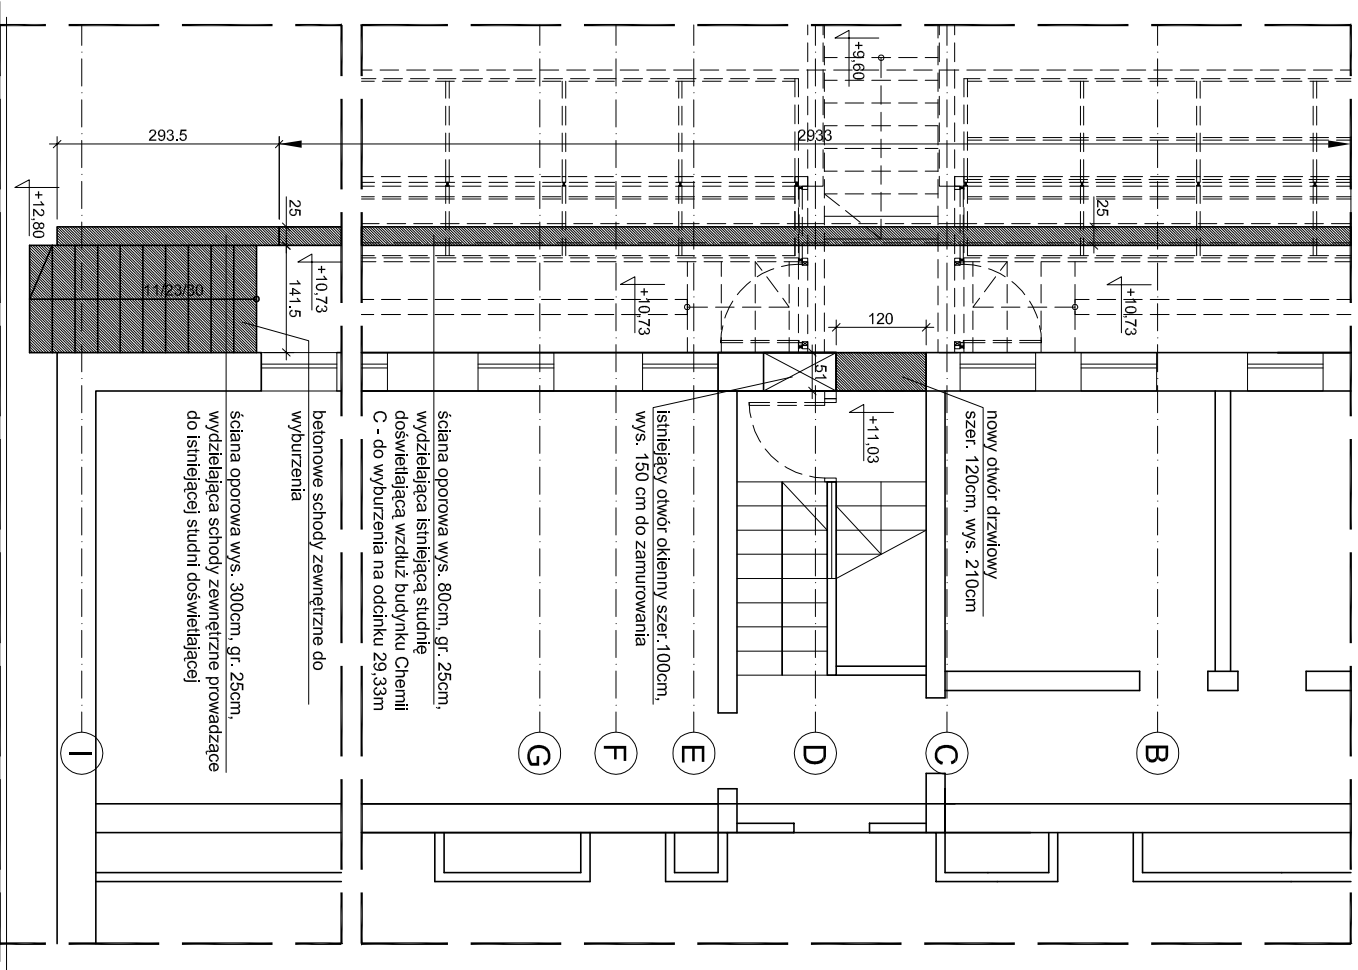 +9,60
293.5
2933
+12,80
25
25
+10,73
141.5
11/23/30
+10,73
+10,73
120
51
+11,03
nowy otwór drzwiowy
szer. 120cm, wys. 210cm
istniejący otwór okienny szer.100cm,
wys. 150 cm do zamurowania
ściana oporowa wys. 80cm, gr. 25cm,
wydzielająca istniejącą studnię
doświetlającą wzdłuż budynku Chemii
C - do wyburzenia na odcinku 29,33m
betonowe schody zewnętrzne do
wyburzenia
ściana oporowa wys. 300cm, gr. 25cm,
wydzielająca schody zewnętrzne prowadzące
do istniejącej studni doświetlającej
I
G
F
E
D
C
B